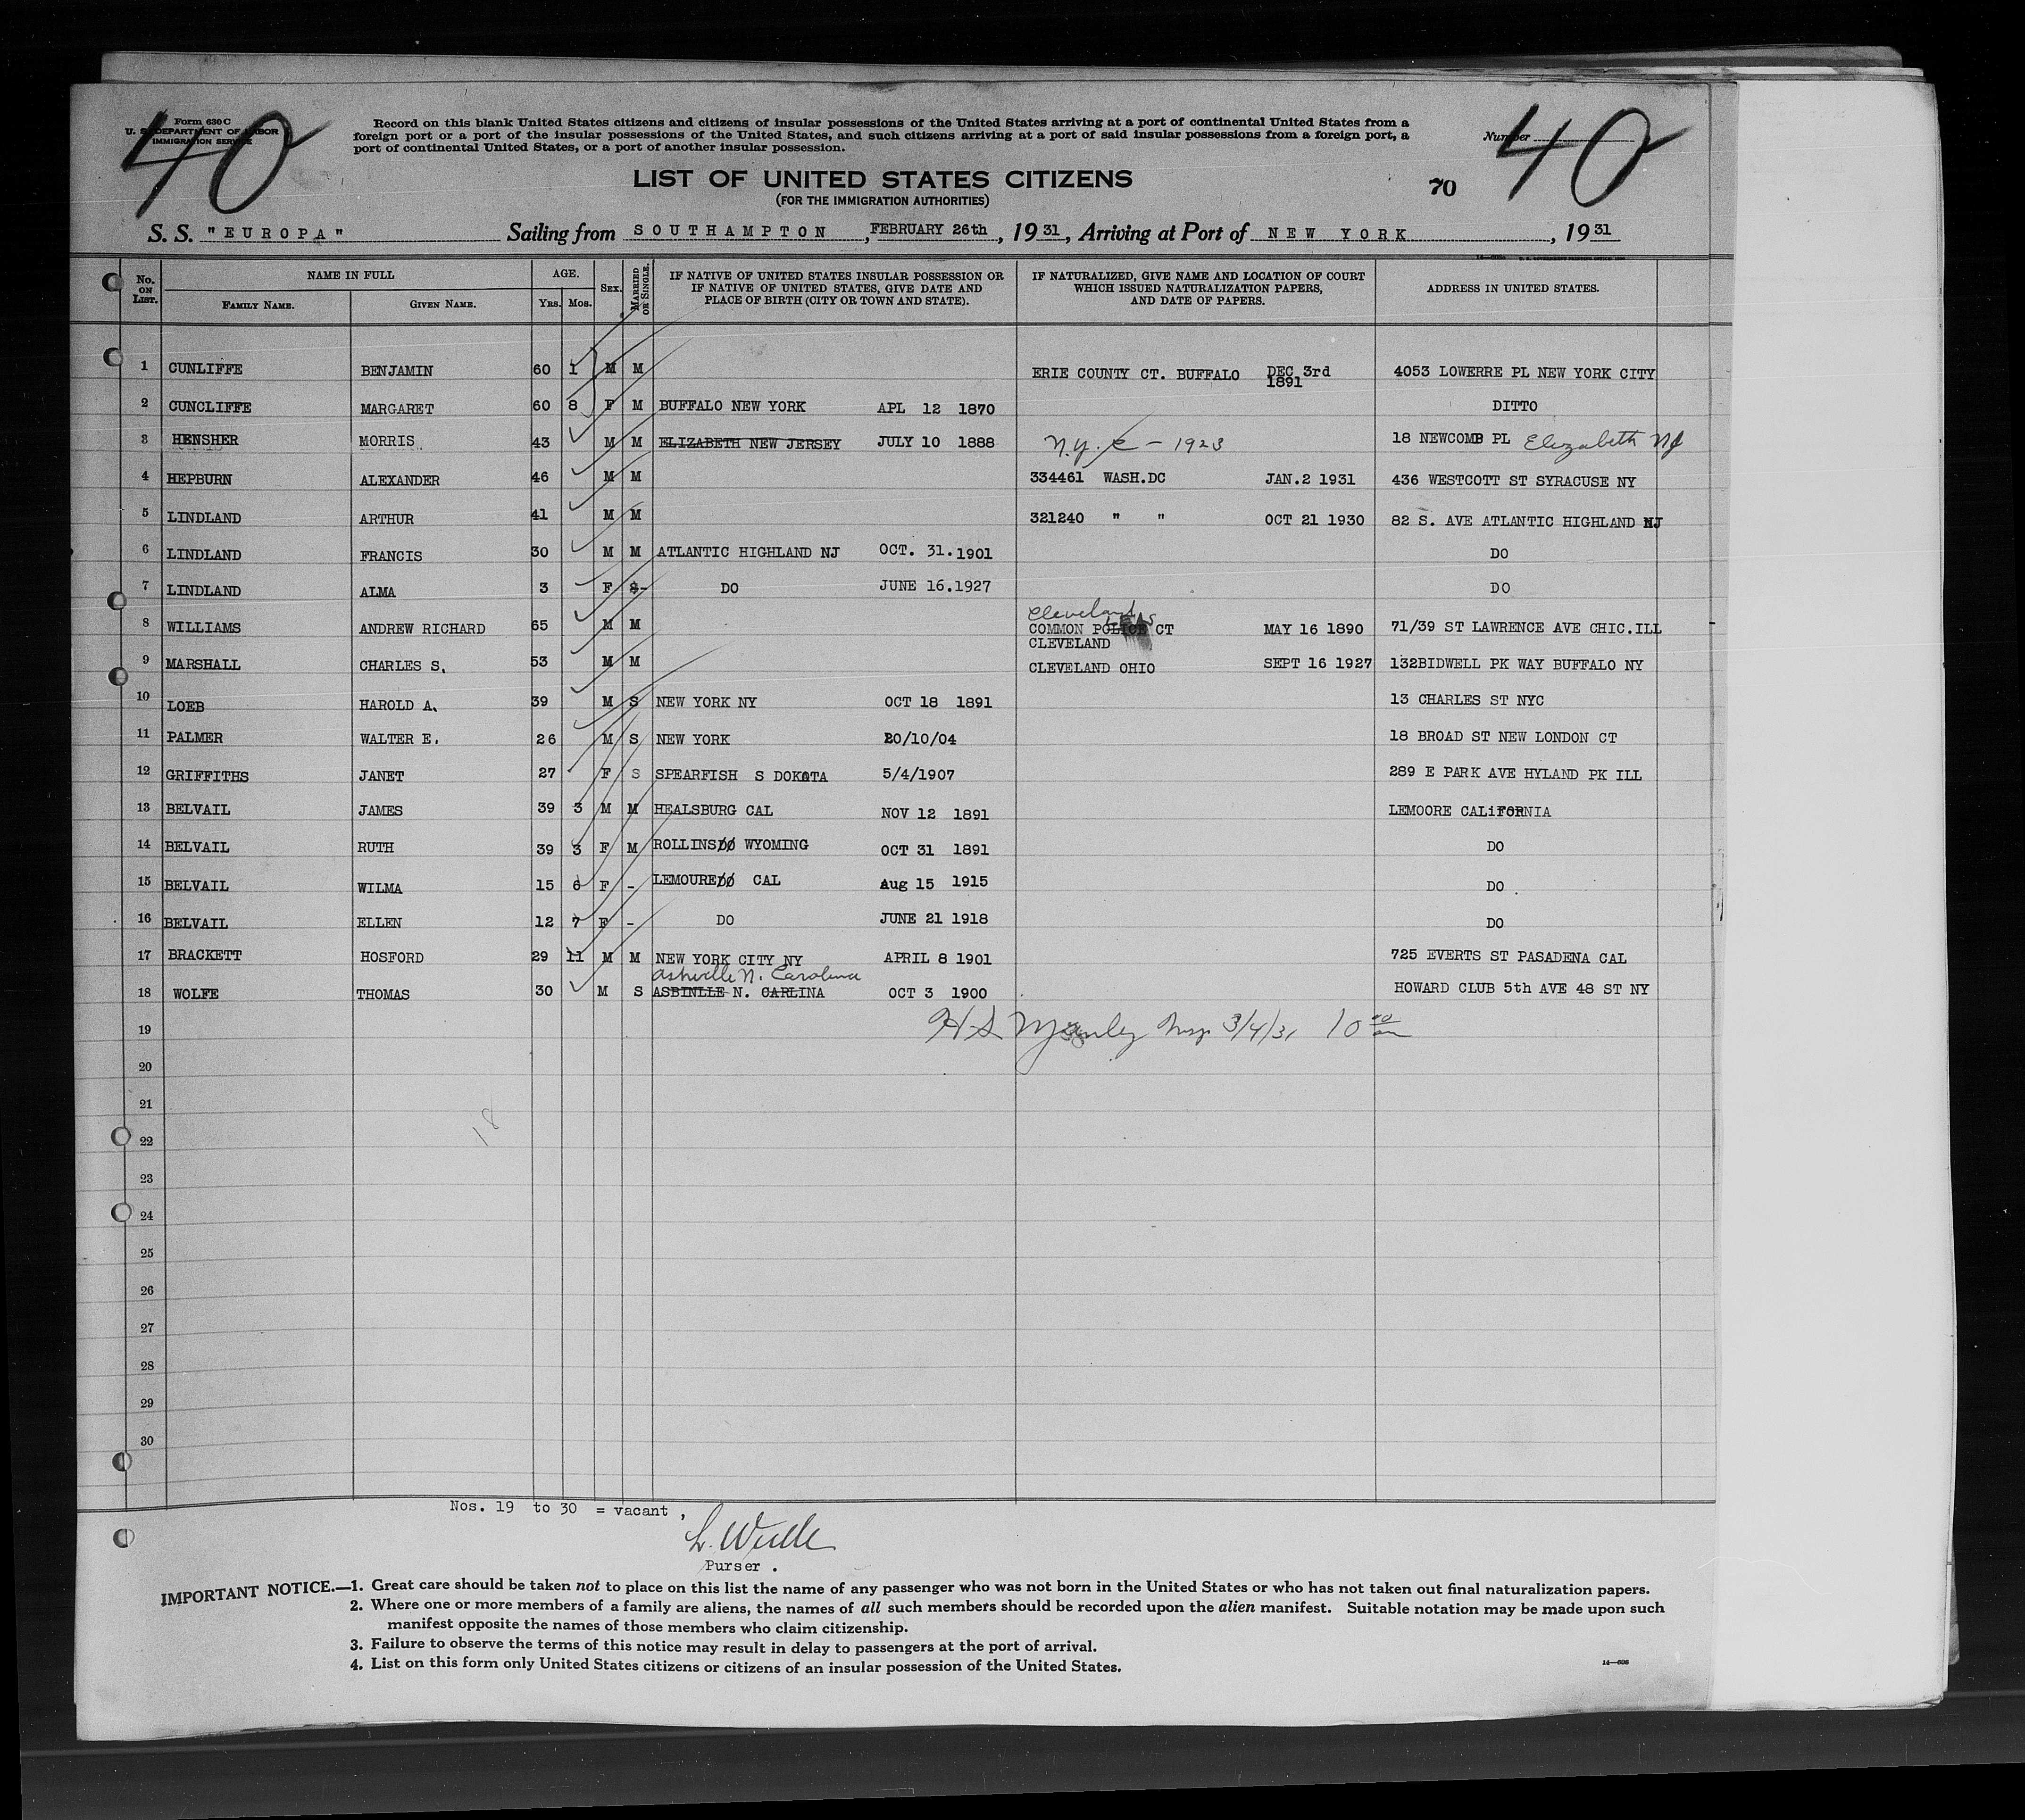 40
Form 630 C
U. S. DEPARTMENT OF LABOR
IMMIGRATION SERVICE
Record on this blank United States citizens and citizens of insular possessions of the United States arriving at a port of continental United States from a
foreign port or a port of the insular possessions of the United States, and such citizens arriving at a port of said insular possessions from a foreign port, a
port of continental United States, or a port of another insular possession.
Number
40
LIST OF UNITED STATES CITIZENS
(FOR THE IMMIGRATION AUTHORITIES)
70
S. S. "EUROPA" Sailing from SOUTHAMPTON, FEBRUARY 26th, 1931, Arriving at Port of NEW YORK, 1931
No. ON LIST.
NAME IN FULL
FAMILY NAME. GIVEN NAME.
AGE.
Yrs. Mos.
SEX.
MARRIED OR SINGLE.
IF NATIVE OF UNITED STATES INSULAR POSSESSION OR
IF NATIVE OF UNITED STATES, GIVE DATE AND
PLACE OF BIRTH (CITY OR TOWN AND STATE).
IF NATURALIZED, GIVE NAME AND LOCATION OF COURT
WHICH ISSUED NATURALIZATION PAPERS,
AND DATE OF PAPERS.
ADDRESS IN UNITED STATES.
1 CUNLIFFE BENJAMIN 60 1 M M ERIE COUNTY CT. BUFFALO DEC 3rd 1891 4053 LOWERRE PL NEW YORK CITY
2 CUNCLIFFE MARGARET 60 8 F M BUFFALO NEW YORK APL 12 1870 DITTO
3 HENSHER MORRIS 43 M M ELIZABETH NEW JERSEY JULY 10 1888 N.Y. C - 1923 18 NEWCOMB PL Elizabeth NJ
4 HEPBURN ALEXANDER 46 M M 334461 WASH.DC JAN.2 1931 436 WESTCOTT ST SYRACUSE NY
5 LINDLAND ARTHUR 41 M M 321240 " " OCT 21 1930 82 S. AVE ATLANTIC HIGHLAND NJ
6 LINDLAND FRANCIS 30 M M ATLANTIC HIGHLAND NJ OCT. 31.1901 DO
7 LINDLAND ALMA 3 F S- DO JUNE 16.1927 DO
Cleveland
8 WILLIAMS ANDREW RICHARD 65 M M COMMON POLICE CT MAY 16 1890 71/39 ST LAWRENCE AVE CHIC.ILL
CLEVELAND
9 MARSHALL CHARLES S. 53 M M CLEVELAND OHIO SEPT 16 1927 132BIDWELL PK WAY BUFFALO NY
10 LOEB HAROLD A. 39 M S NEW YORK NY OCT 18 1891 13 CHARLES ST NYC
11 PALMER WALTER E. 26 M S NEW YORK 20/10/04 18 BROAD ST NEW LONDON CT
12 GRIFFITHS JANET 27 F S SPEARFISH S DOKOTA 5/4/1907 289 E PARK AVE HYLAND PK ILL
13 BELVAIL JAMES 39 3 M M HEALSBURG CAL NOV 12 1891 LEMOORE CALiFORNIA
14 BELVAIL RUTH 39 3 F M ROLLINS WYOMING OCT 31 1891 DO
15 BELVAIL WILMA 15 6 F - LEMOURE CAL Aug 15 1915 DO .
16 BELVAIL ELLEN 12 7 F - DO JUNE 21 1918 DO
17 BRACKETT HOSFORD 29 11 M M NEW YORK CITY NY APRIL 8 1901 725 EVERTS ST PASADENA CAL
Asheville N. Carolina
18 WOLFE THOMAS 30 M S ASBINLLE N. CARLINA OCT 3 1900 HOWARD CLUB 5th AVE 48 ST NY
19 3/4/31 10 00 am
20
21
18
22
23
24
25
26
27
28
29
30
Nos. 19 to 30 = vacant ,
Purser .
IMPORTANT NOTICE.—1. Great care should be taken not to place on this list the name of any passenger who was not born in the United States or who has not taken out final naturalization papers.
2. Where one or more members of a family are aliens, the names of all such members should be recorded upon the alien manifest. Suitable notation may be made upon such
manifest opposite the names of those members who claim citizenship.
3. Failure to observe the terms of this notice may result in delay to passengers at the port of arrival.
4. List on this form only United States citizens or citizens of an insular possession of the United States.